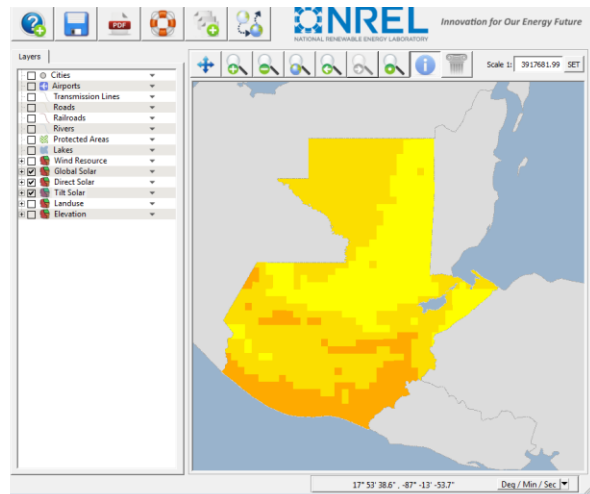 PDF
NREL
Innovation for Our Energy Future
NATIONAL RENEWABLE ENERGY LABORATORY
Layers
Scale 1: 3917681.99 SET
Cities
Airports
Transmission Lines
Roads
Railroads
Rivers
Protected Areas
Lakes
Wind Resource
Global Solar
Direct Solar
Tilt Solar
Landuse
Elevation
17° 53' 38.6" , -87° -13' -53.7"
Deg / Min / Sec